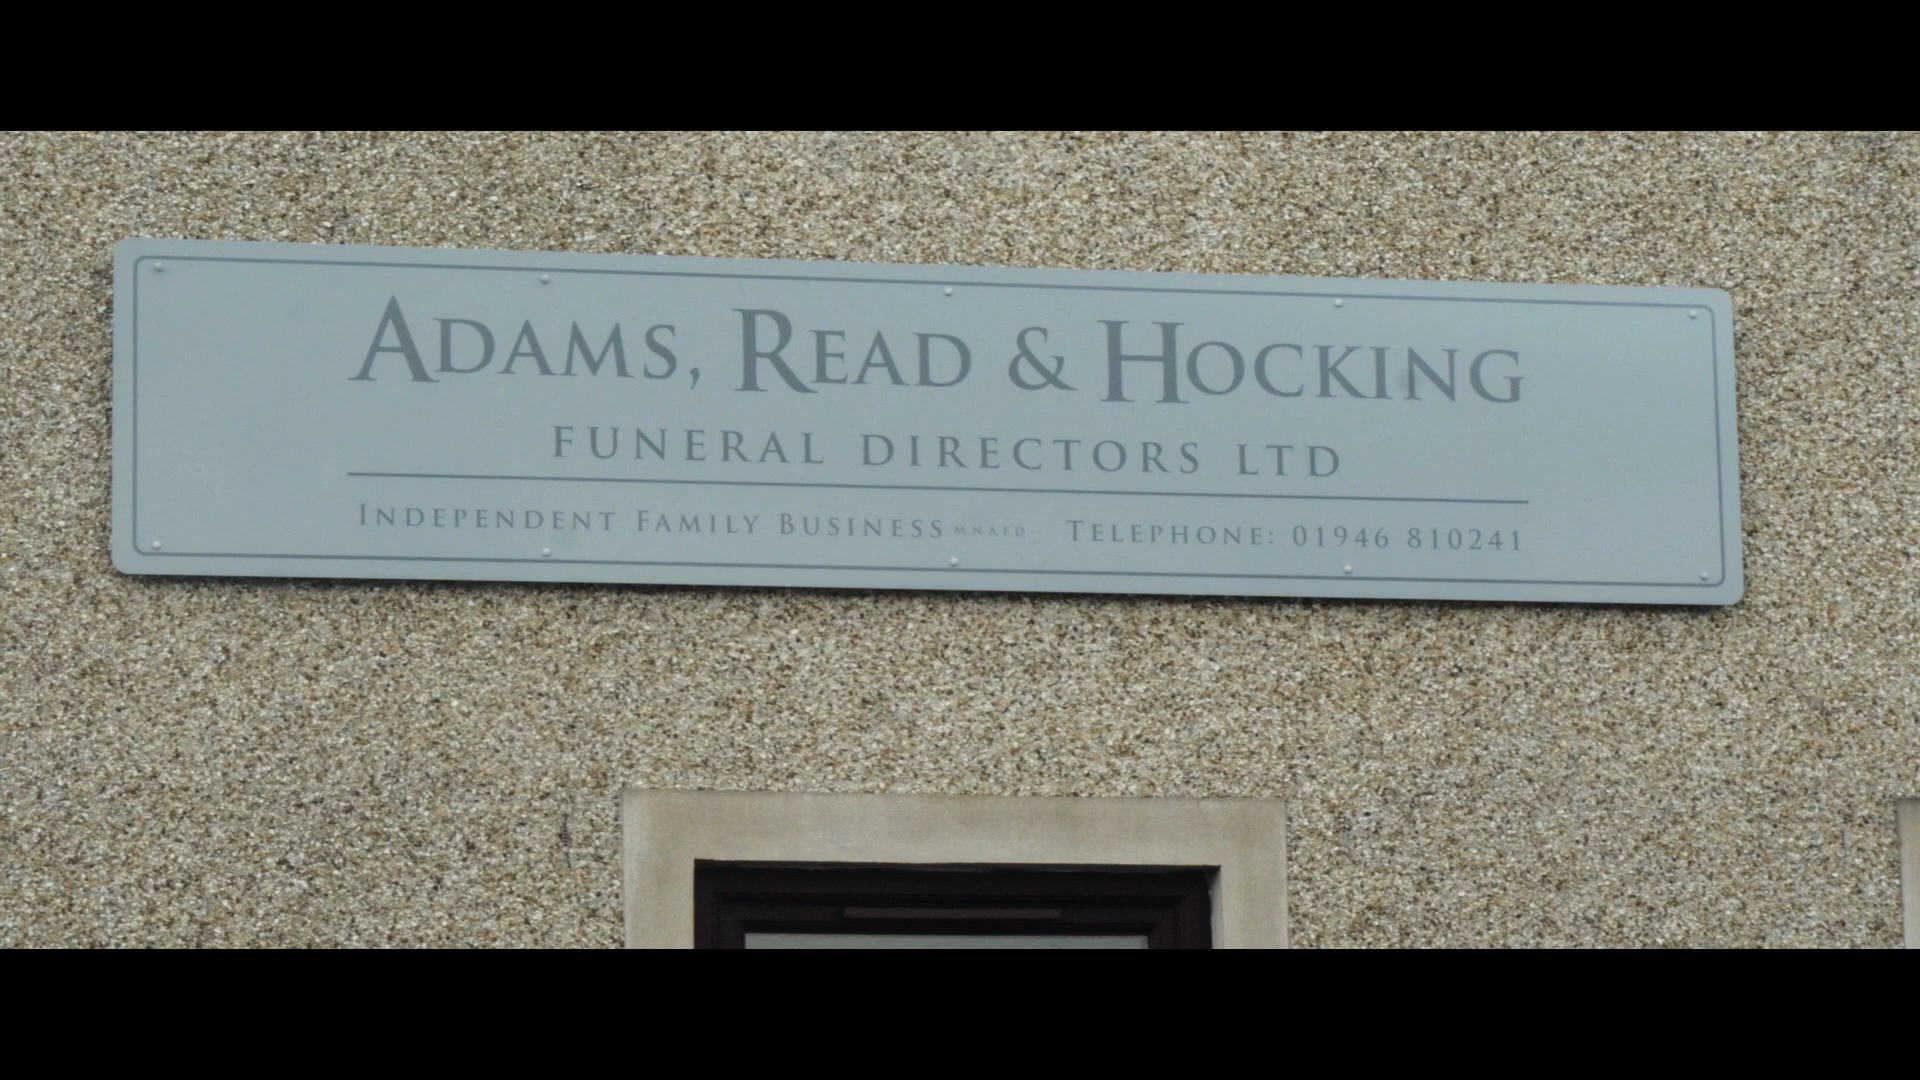 ADAMS, READ & HOCKING
FUNERAL DIRECTORS LTD
INDEPENDENT FAMILY BUSINESS M.N.A.F.D TELEPHONE: 01946 810241